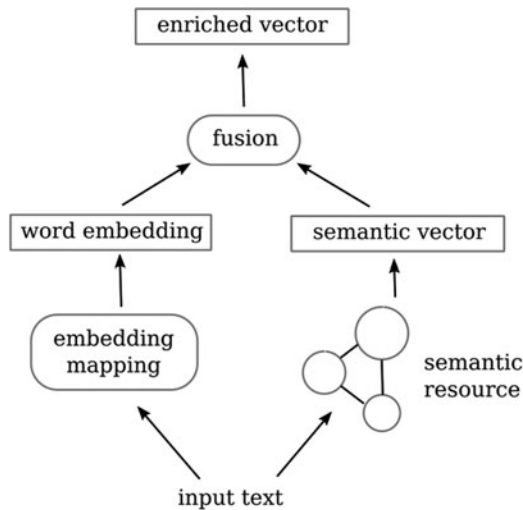 enriched vector
fusion
word embedding
semantic vector
embedding
mapping
semantic
resource
input text